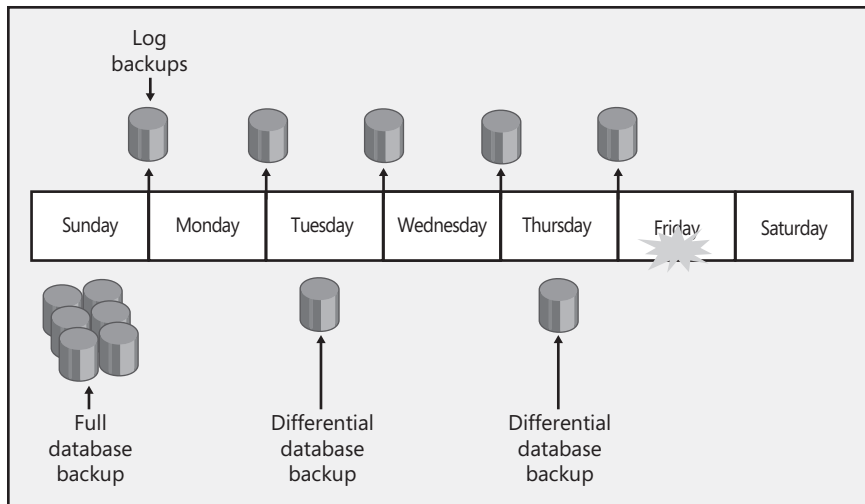 Log
backups
Sunday
Monday
Tuesday
Wednesday
Thursday
Friday
Saturday
Full
database
backup
Differential
database
backup
Differential
database
backup